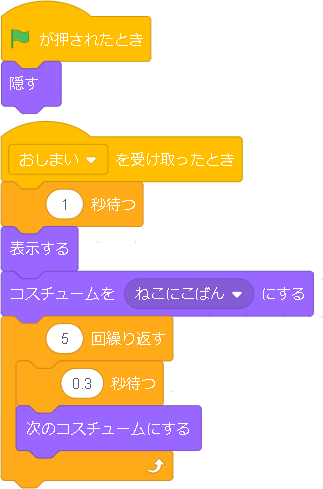 が押されたとき
隠す
おしまい を受け取ったとき
1 秒待つ
表示する
コスチュームを ねこにこばん にする
5 回繰り返す
0.3 秒待つ
次のコスチュームにする